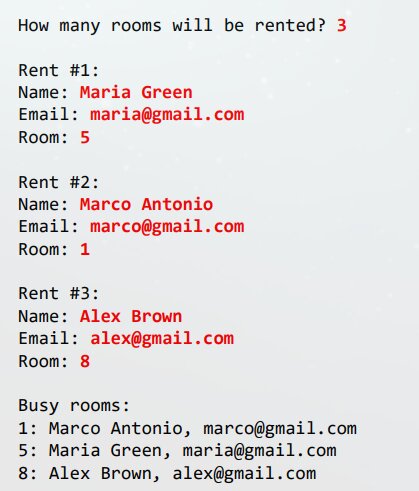 How many rooms will be rented? 3
Rent #1:
Name: Maria Green
Email: maria@gmail.com
Room: 5
Rent #2:
Name: Marco Antonio
Email: marco@gmail.com
Room: 1
Rent #3:
Name: Alex Brown
Email: alex@gmail.com
Room: 8
Busy rooms:
1: Marco Antonio, marco@gmail.com
5: Maria Green, maria@gmail.com
8: Alex Brown, alex@gmail.com